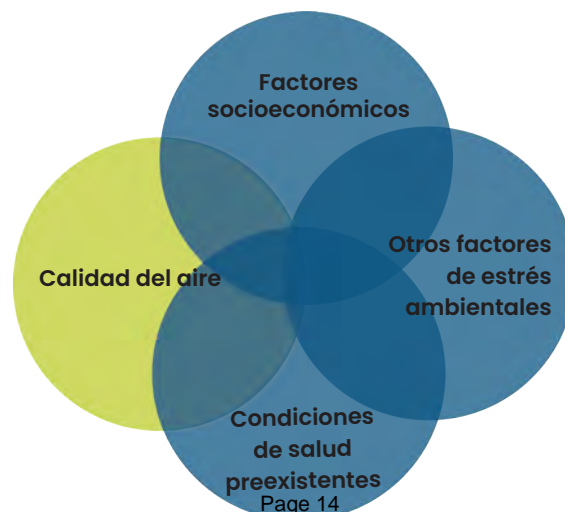 Factores
socioeconómicos
Calidad del aire
Otros factores
de estrés
ambientales
Condiciones
de salud
preexistentes
Page 14